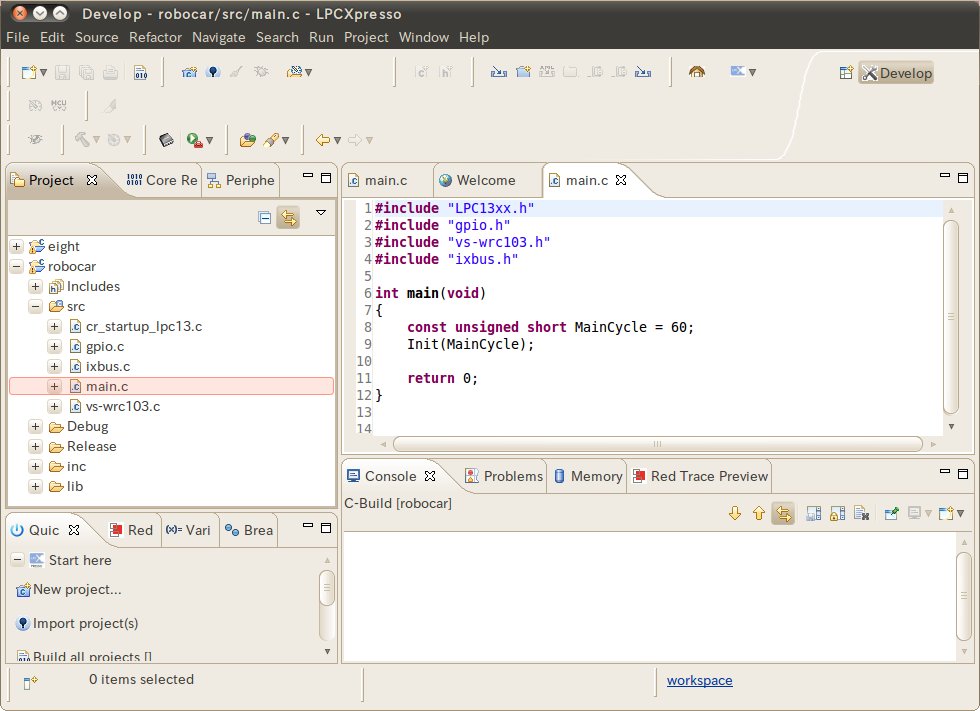 Develop - robocar/src/main.c - LPCXpresso
File Edit Source Refactor Navigate Search Run Project Window Help
Develop
Project
Core Re
Periphe
eight
robocar
Includes
src
cr_startup_lpc13.c
gpio.c
ixbus.c
main.c
vs-wrc103.c
Debug
Release
inc
lib
main.c
Welcome
main.c
1 #include "LPC13xx.h"
2 #include "gpio.h"
3 #include "vs-wrc103.h"
4 #include "ixbus.h"
5
6 int main(void)
7 {
8 const unsigned short MainCycle = 60;
9 Init(MainCycle);
10
11 return 0;
12 }
13
14
Quic
Red
(x)= Vari
Brea
Start here
New project...
Import project(s)
Build all projects []
Console
Problems
Memory
Red Trace Preview
C-Build [robocar]
0 items selected
workspace